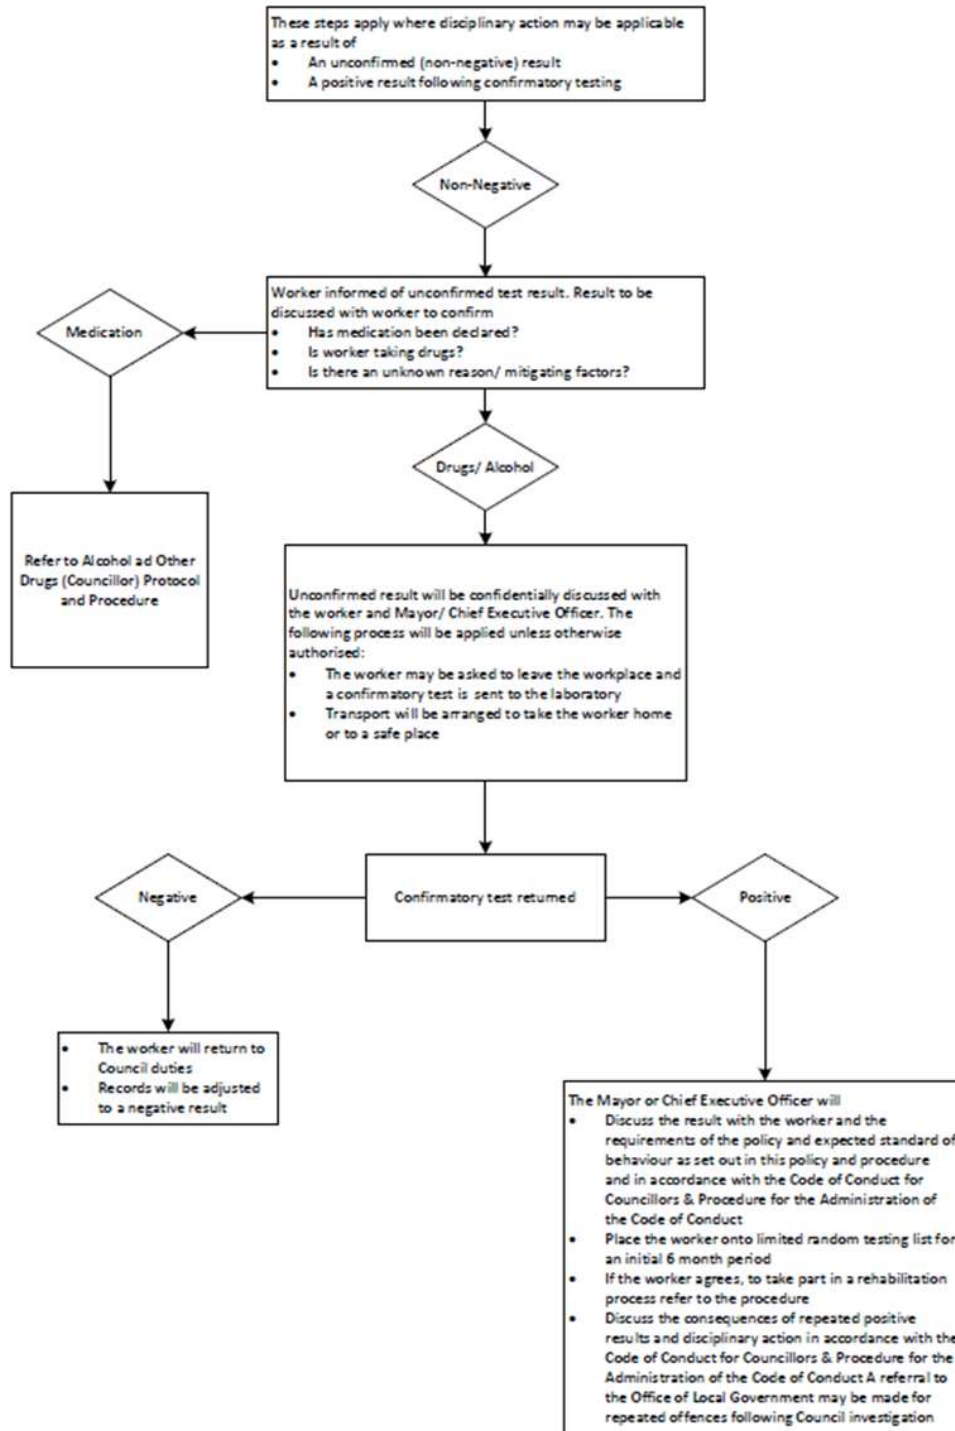 These steps apply where disciplinary action may be applicable
as a result of
• An unconfirmed (non-negative) result
• A positive result following confirmatory testing
Non-Negative
Worker informed of unconfirmed test result. Result to be
discussed with worker to confirm
• Has medication been declared?
• Is worker taking drugs?
• Is there an unknown reason/ mitigating factors?
Medication
Drugs/ Alcohol
Refer to Alcohol ad Other
Drugs (Councillor) Protocol
and Procedure
Unconfirmed result will be confidentially discussed with
the worker and Mayor/ Chief Executive Officer. The
following process will be applied unless otherwise
authorised:
• The worker may be asked to leave the workplace and
a confirmatory test is sent to the laboratory
• Transport will be arranged to take the worker home
or to a safe place
Negative
Confirmatory test returned
Positive
• The worker will return to
Council duties
• Records will be adjusted
to a negative result
The Mayor or Chief Executive Officer will
• Discuss the result with the worker and the
requirements of the policy and expected standard of
behaviour as set out in this policy and procedure
and in accordance with the Code of Conduct for
Councillors & Procedure for the Administration of
the Code of Conduct
• Place the worker onto limited random testing list for
an initial 6 month period
• If the worker agrees, to take part in a rehabilitation
process refer to the procedure
• Discuss the consequences of repeated positive
results and disciplinary action in accordance with the
Code of Conduct for Councillors & Procedure for the
Administration of the Code of Conduct A referral to
the Office of Local Government may be made for
repeated offences following Council investigation